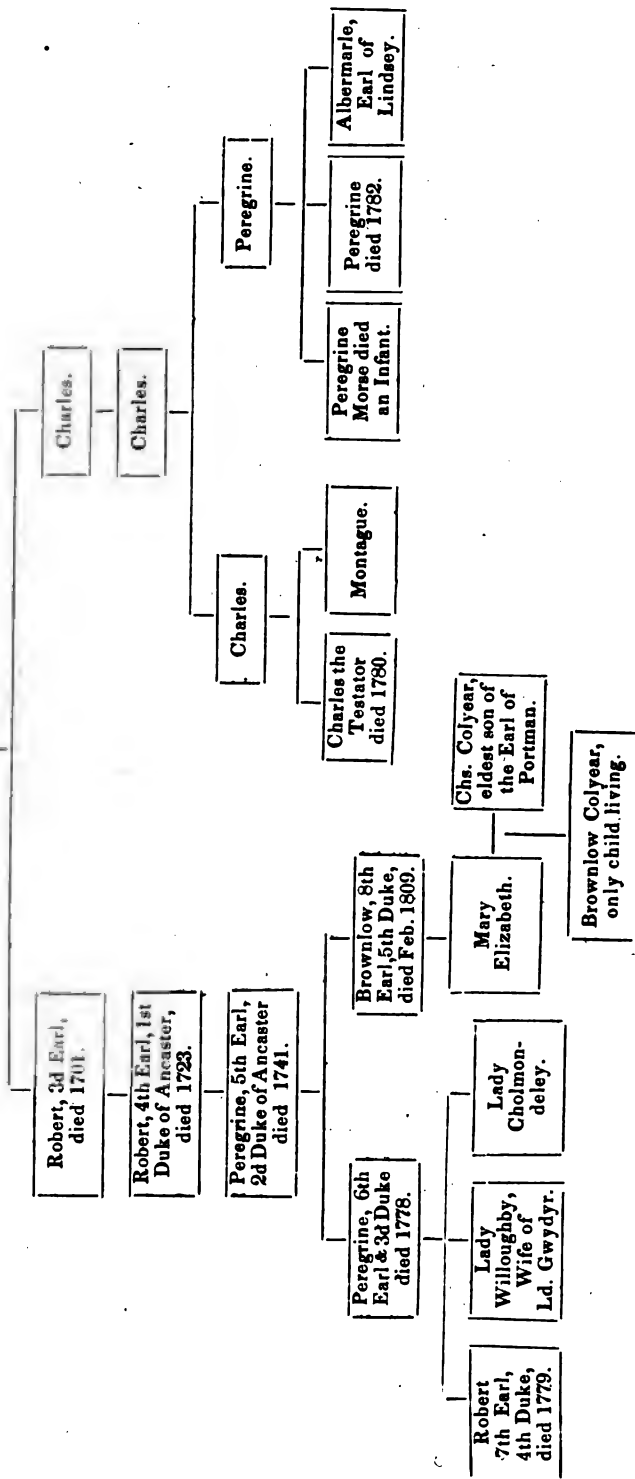 Robert, 3d Earl,
died 1701.
Charles.
Robert, 4th Earl, 1st
Duke of Ancaster,
died 1723.
Charles.
Peregrine, 5th Earl,
2d Duke of Ancaster
died 1741.
Charles.
Peregrine.
Peregrine, 6th
Earl & 3d Duke
died 1778.
Brownlow, 8th
Earl, 5th Duke,
died Feb. 1809.
Charles the
Testator
died 1780.
Montague.
Peregrine
Morse died
an Infant.
Peregrine
died 1782.
Albermarle,
Earl of
Lindsey.
Robert
7th Earl,
4th Duke,
died 1779.
Lady
Willoughby,
Wife of
Ld. Gwydyr.
Lady
Cholmon-
deley.
Mary
Elizabeth.
Chs. Colyear,
eldest son of
the Earl of
Portman.
Brownlow Colyear,
only child living.